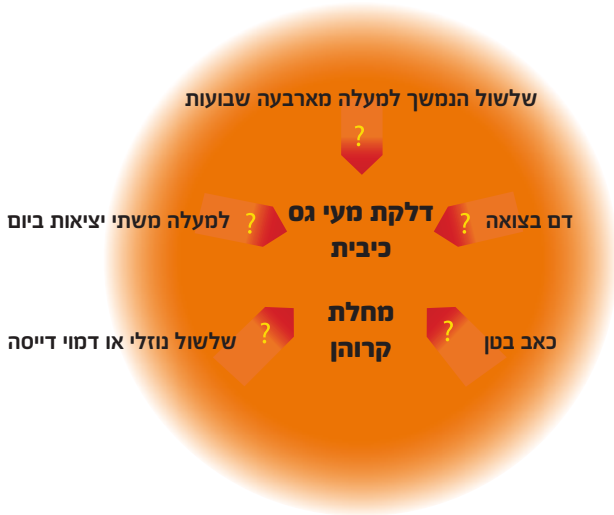 שלשול הנמשך למעלה מארבעה שבועות
?
דם בצואה
?
דלקת מעי גס
כיבית
?
למעלה משתי יציאות ביום
מחלת
קרוהן
כאב בטן
?
?
שלשול נוזלי או דמוי דייסה